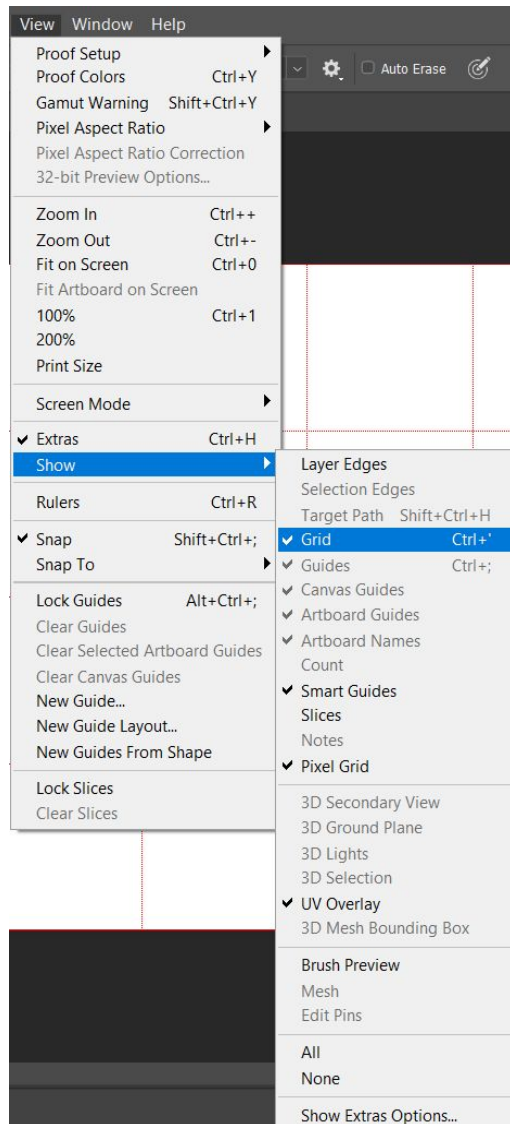 View Window Help
Auto Erase
Proof Setup
Proof Colors Ctrl+Y
Gamut Warning Shift+Ctrl+Y
Pixel Aspect Ratio
Pixel Aspect Ratio Correction
32-bit Preview Options...
Zoom In Ctrl++
Zoom Out Ctrl+-
Fit on Screen Ctrl+0
Fit Artboard on Screen
100% Ctrl+1
200%
Print Size
Screen Mode
Extras Ctrl+H
Show
Rulers Ctrl+R
Snap Shift+Ctrl+;
Snap To
Lock Guides Alt+Ctrl+;
Clear Guides
Clear Selected Artboard Guides
Clear Canvas Guides
New Guide...
New Guide Layout...
New Guides From Shape
Lock Slices
Clear Slices
Layer Edges
Selection Edges
Target Path Shift+Ctrl+H
Grid Ctrl+'
Guides Ctrl+;
Canvas Guides
Artboard Guides
Artboard Names
Count
Smart Guides
Slices
Notes
Pixel Grid
3D Secondary View
3D Ground Plane
3D Lights
3D Selection
UV Overlay
3D Mesh Bounding Box
Brush Preview
Mesh
Edit Pins
All
None
Show Extras Options...